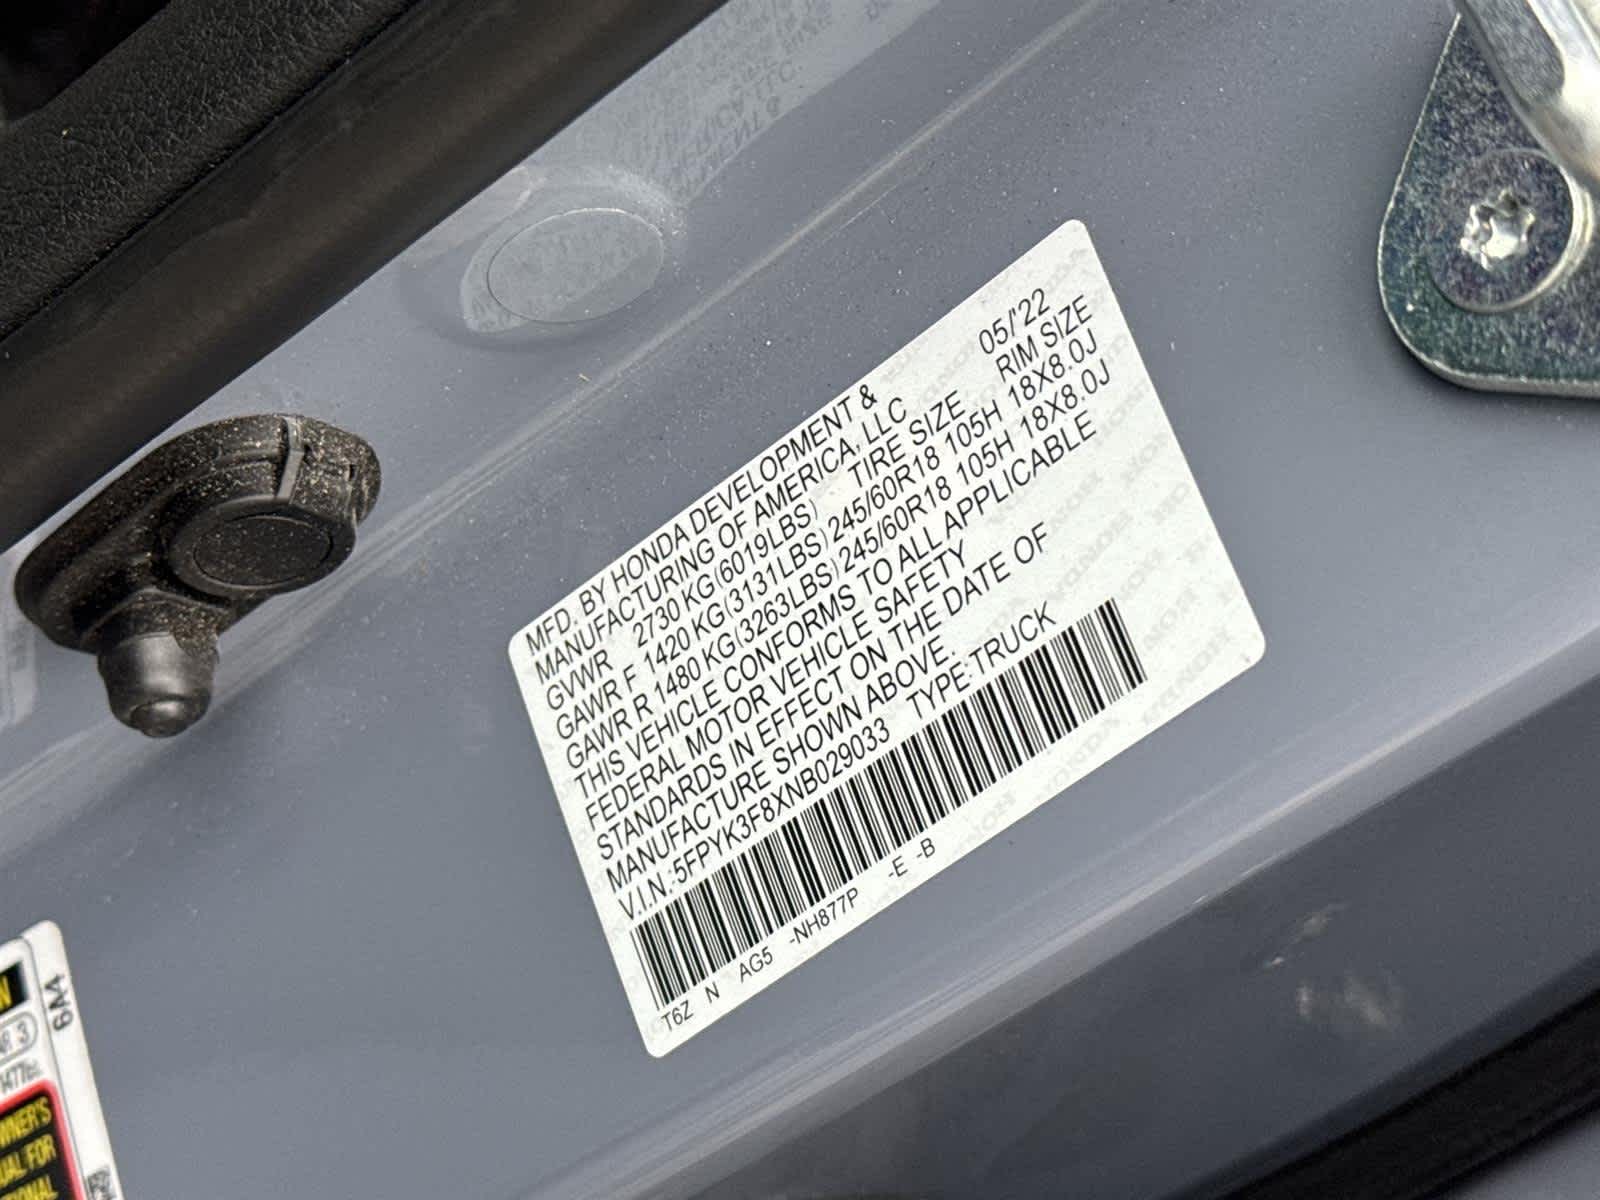 MFD. BY HONDA DEVELOPMENT &
MANUFACTURING OF AMERICA, LLC 05/'22
GVWR 2730 KG(6019LBS) TIRE SIZE RIM SIZE
GAWR F 1420 KG(3131LBS) 245/60R18 105H 18X8.0J
GAWR R 1480 KG(3263LBS) 245/60R18 105H 18X8.0J
THIS VEHICLE CONFORMS TO ALL APPLICABLE
FEDERAL MOTOR VEHICLE SAFETY
STANDARDS IN EFFECT ON THE DATE OF
MANUFACTURE SHOWN ABOVE.
V.I.N.:5FPYK3F8XNB029033 TYPE:TRUCK
T6Z N AG5 -NH877P -E -B
6A4